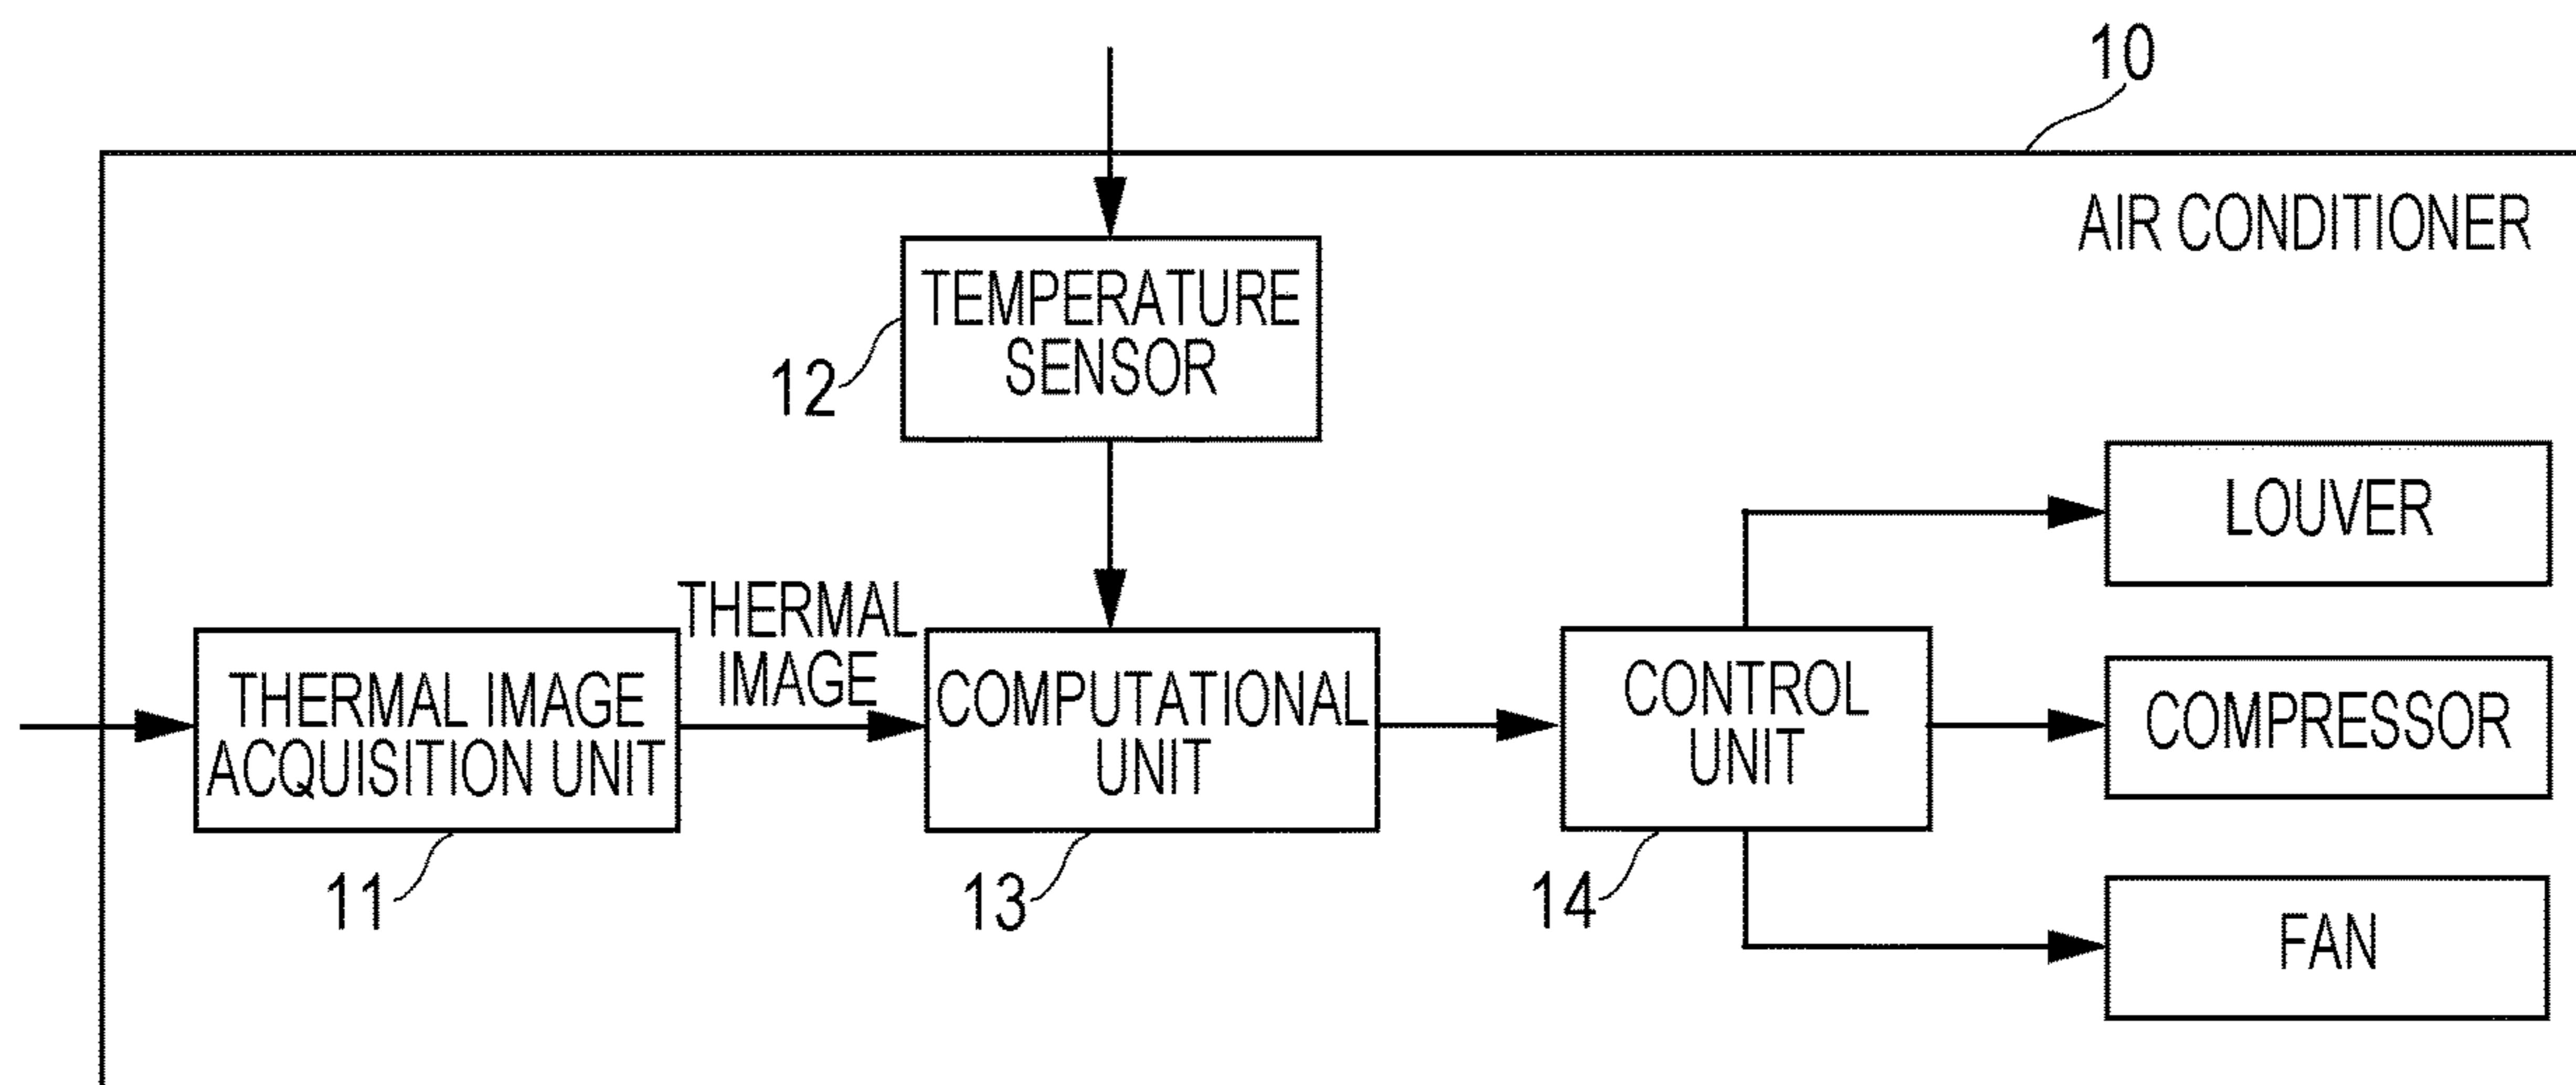 10
AIR CONDITIONER
TEMPERATURE
SENSOR
12
LOUVER
THERMAL
IMAGE
THERMAL IMAGE
ACQUISITION UNIT
11
COMPUTATIONAL
UNIT
13
CONTROL
UNIT
14
COMPRESSOR
FAN